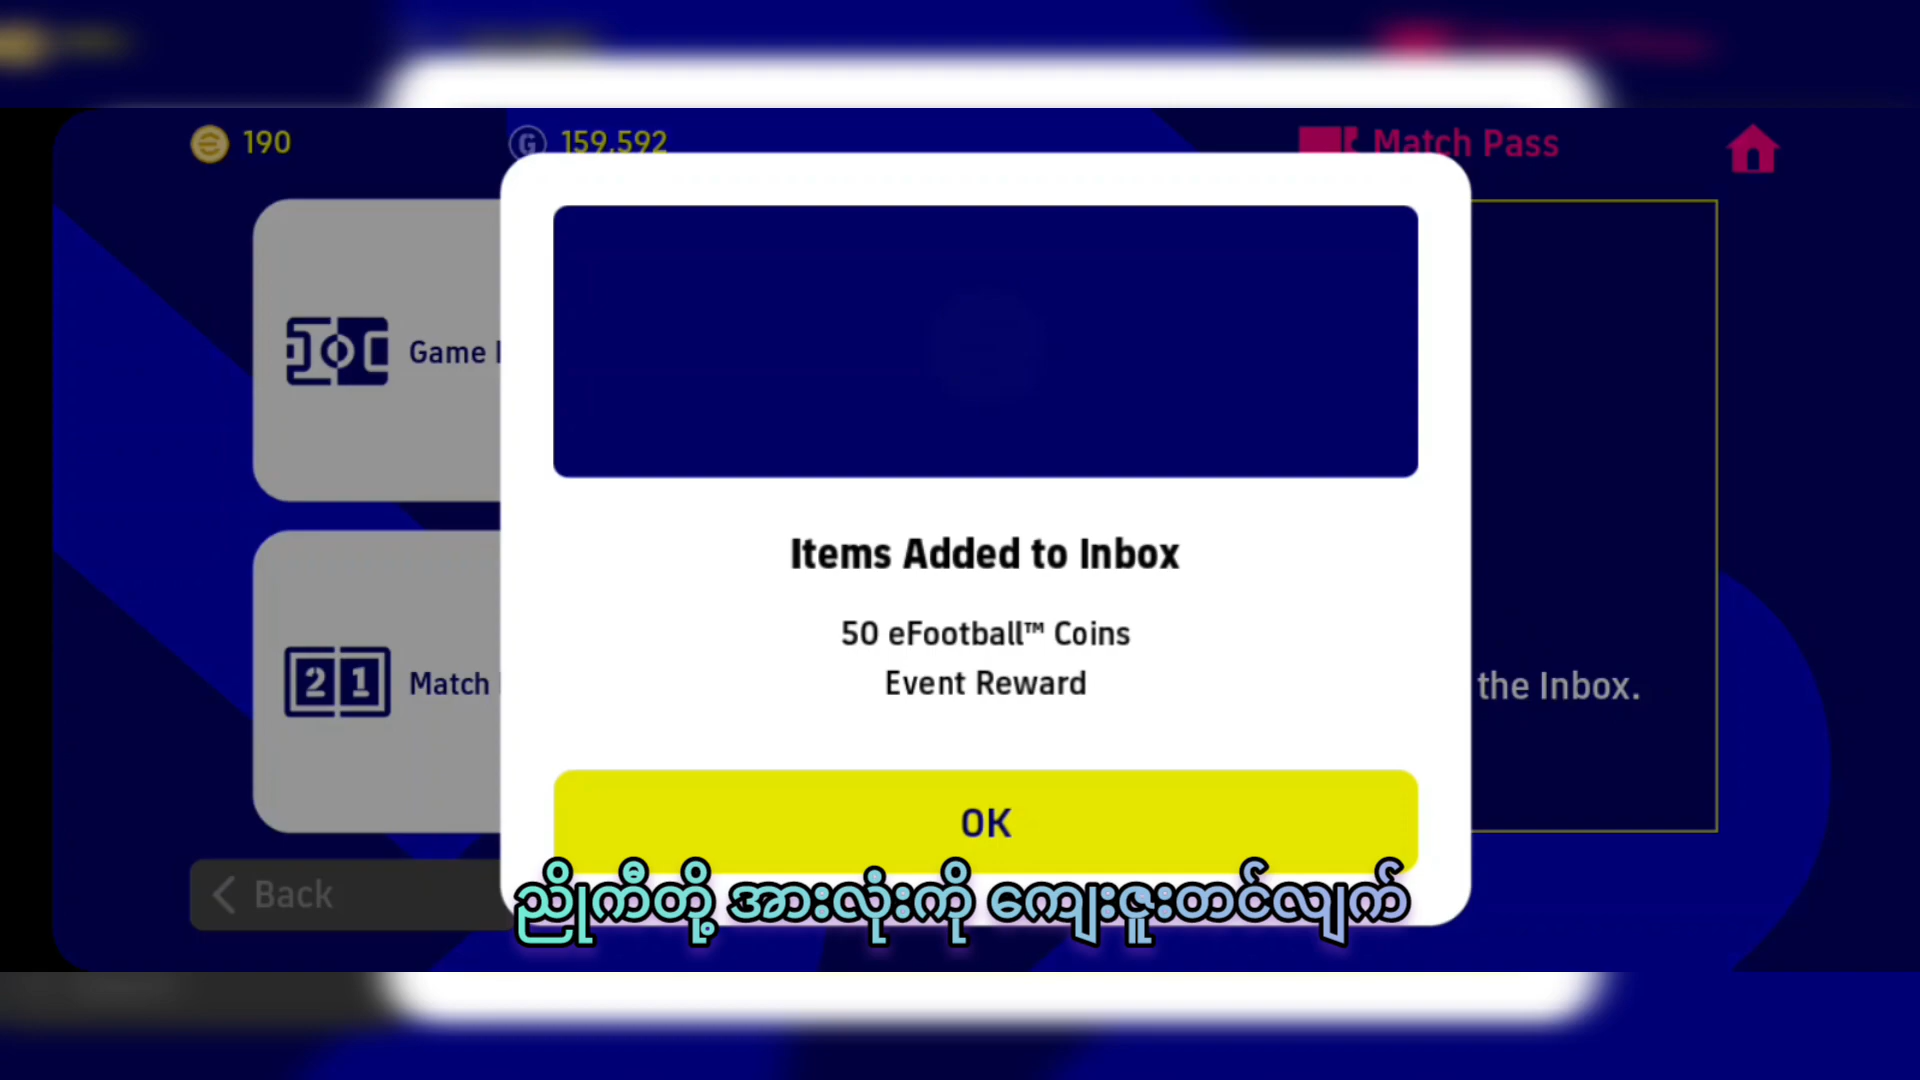 190
159,592
Match Pass
Game
Items Added to Inbox
50 eFootball™ Coins
Event Reward
Match
the Inbox.
OK
Back
ညိုကီတို့ အားလုံးကို ကျေးဇူးတင်လျက်